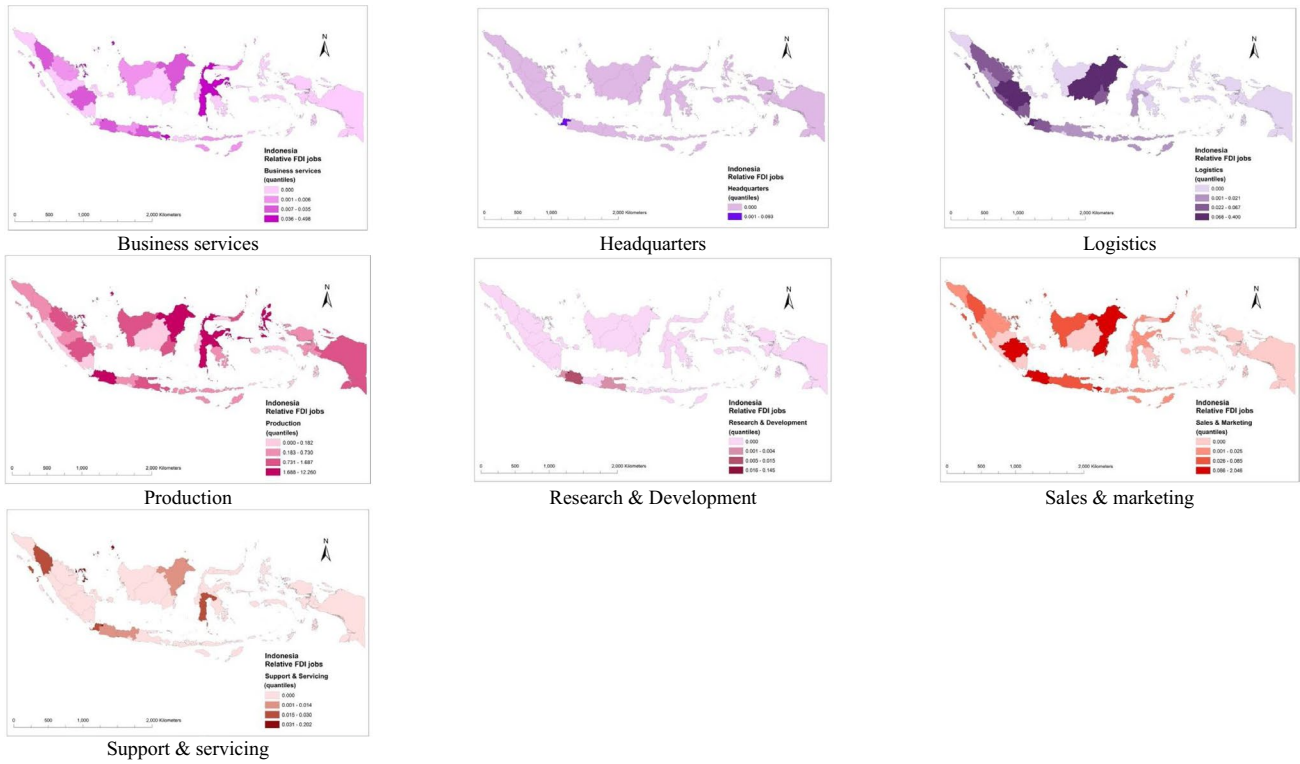 N
Indonesia
Relative FDI jobs
Business services
(quantiles)
0.000
0.001 - 0.006
0.007 - 0.035
0.036 - 0.498
0 500 1,000 2,000 Kilometers
Business services
N
Indonesia
Relative FDI jobs
Headquarters
(quantiles)
0.000
0.001 - 0.093
0 500 1,000 2,000 Kilometers
Headquarters
N
Indonesia
Relative FDI jobs
Logistics
(quantiles)
0.000
0.001 - 0.021
0.022 - 0.067
0.068 - 0.400
0 500 1,000 2,000 Kilometers
Logistics
N
Indonesia
Relative FDI jobs
Production
(quantiles)
0.000 - 0.182
0.183 - 0.730
0.731 - 1.687
1.688 - 12.260
0 500 1,000 2,000 Kilometers
Production
N
Indonesia
Relative FDI jobs
Research & Development
(quantiles)
0.000
0.001 - 0.004
0.005 - 0.015
0.016 - 0.145
0 500 1,000 2,000 Kilometers
Research & Development
N
Indonesia
Relative FDI jobs
Sales & Marketing
(quantiles)
0.000
0.001 - 0.025
0.026 - 0.085
0.086 - 2.046
0 500 1,000 2,000 Kilometers
Sales & marketing
N
Indonesia
Relative FDI jobs
Support & Servicing
(quantiles)
0.000
0.001 - 0.014
0.015 - 0.030
0.031 - 0.202
0 500 1,000 2,000 Kilometers
Support & servicing